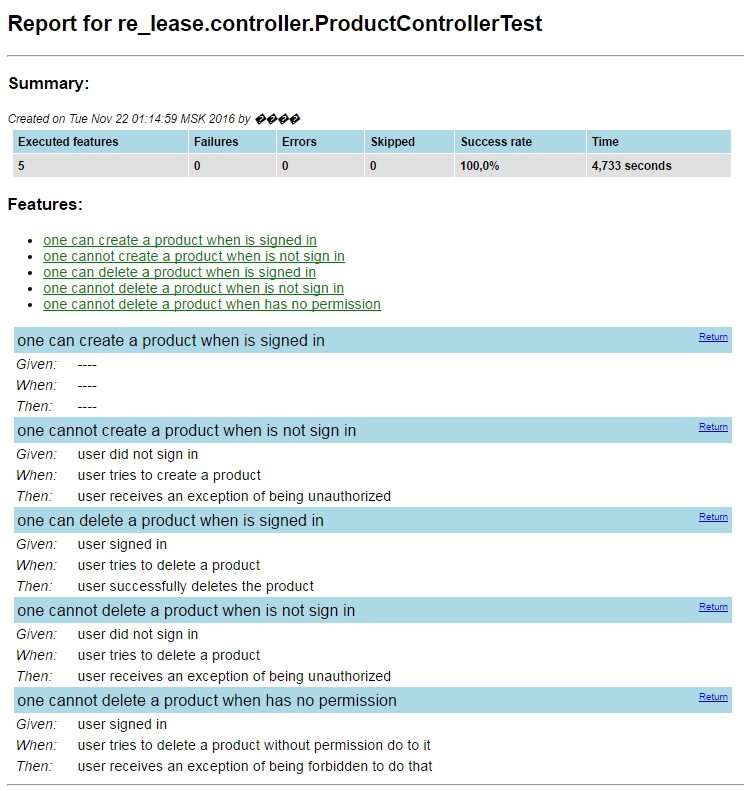 Report for re_lease.controller.ProductControllerTest
Summary:
Created on Tue Nov 22 01:14:59 MSK 2016 by ����
Executed features Failures Errors Skipped Success rate Time
5 0 0 0 100,0% 4,733 seconds
Features:
• one can create a product when is signed in
• one cannot create a product when is not sign in
• one can delete a product when is signed in
• one cannot delete a product when is not sign in
• one cannot delete a product when has no permission
one can create a product when is signed in Return
Given: ----
When: ----
Then: ----
one cannot create a product when is not sign in Return
Given: user did not sign in
When: user tries to create a product
Then: user receives an exception of being unauthorized
one can delete a product when is signed in Return
Given: user signed in
When: user tries to delete a product
Then: user successfully deletes the product
one cannot delete a product when is not sign in Return
Given: user did not sign in
When: user tries to delete a product
Then: user receives an exception of being unauthorized
one cannot delete a product when has no permission Return
Given: user signed in
When: user tries to delete a product without permission do to it
Then: user receives an exception of being forbidden to do that